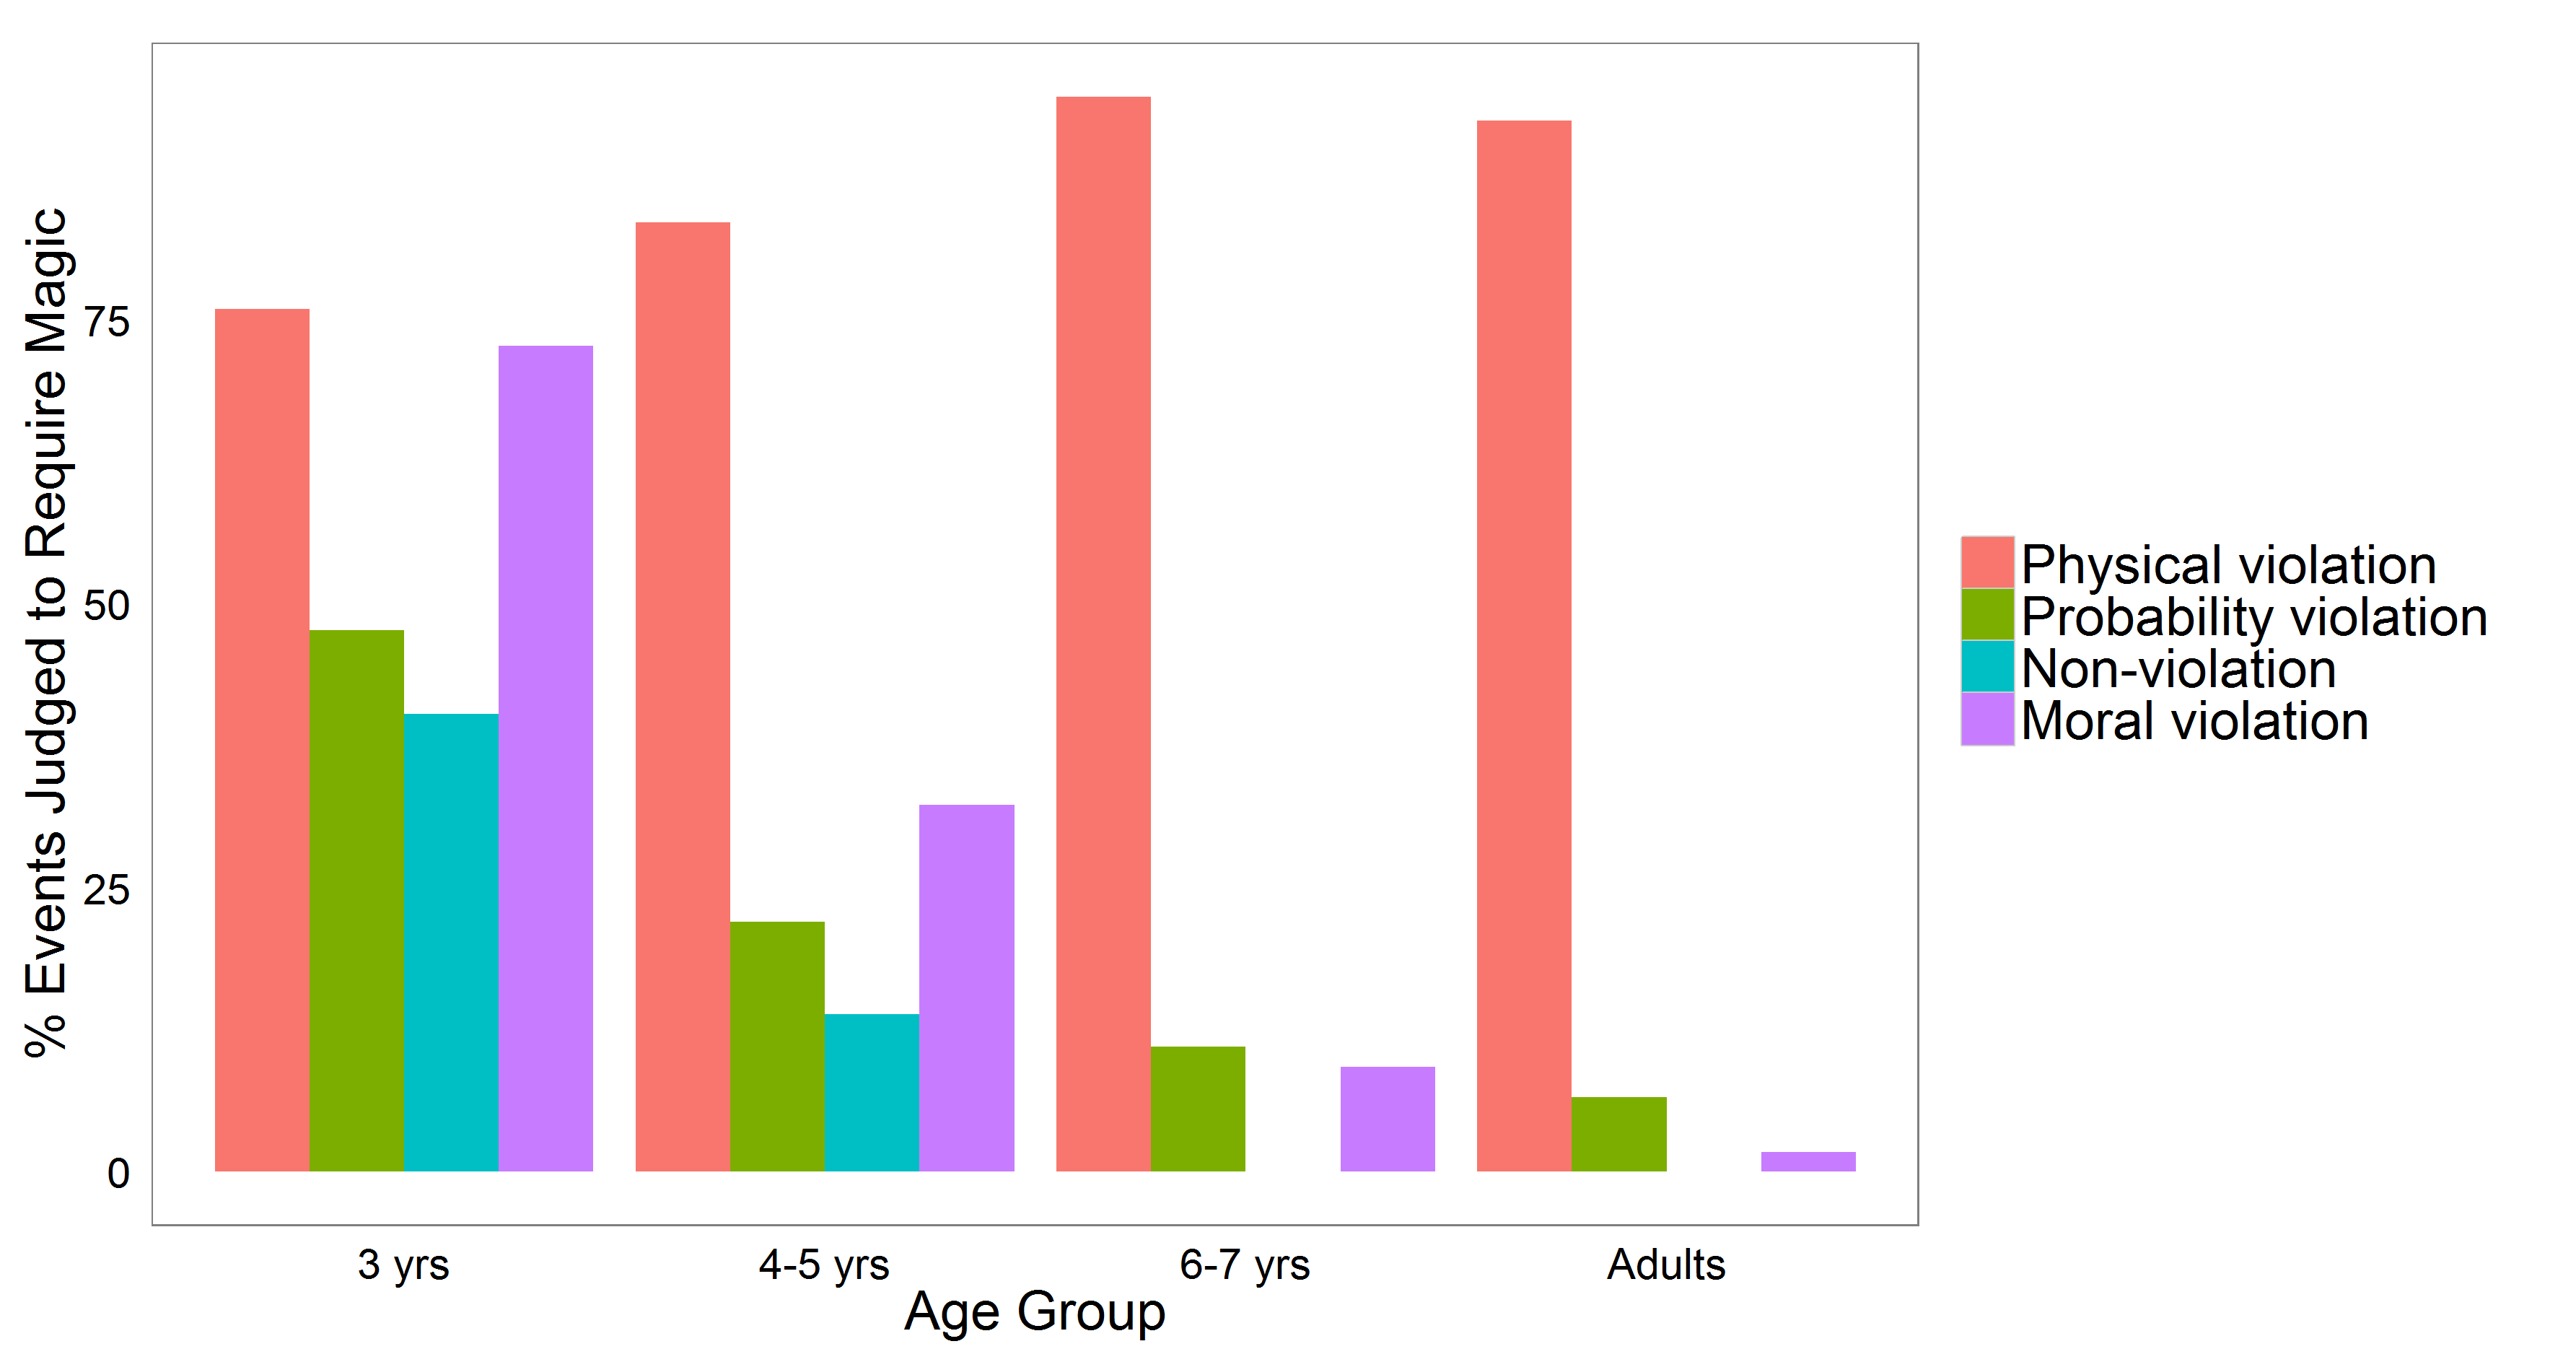 % Events Judged to Require Magic
75
50
25
0
3 yrs
4-5 yrs
6-7 yrs
Adults
Age Group
Physical violation
Probability violation
Non-violation
Moral violation